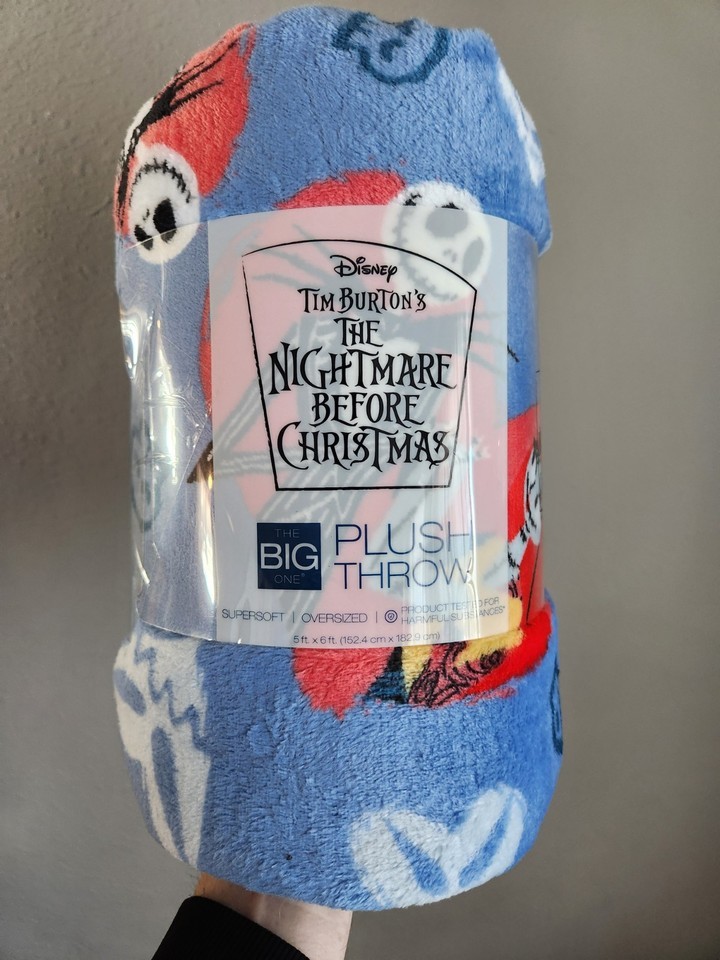 Disney
TIM BURTON'S
THE
NIGHTMARE
BEFORE
CHRISTMAS
THE
BIG
ONE®
PLUSH
THROW
SUPERSOFT | OVERSIZED | PRODUCT TESTED FOR
HARMFUL SUBSTANCES*
5 ft. x 6 ft. (152.4 cm x 182.9 cm)